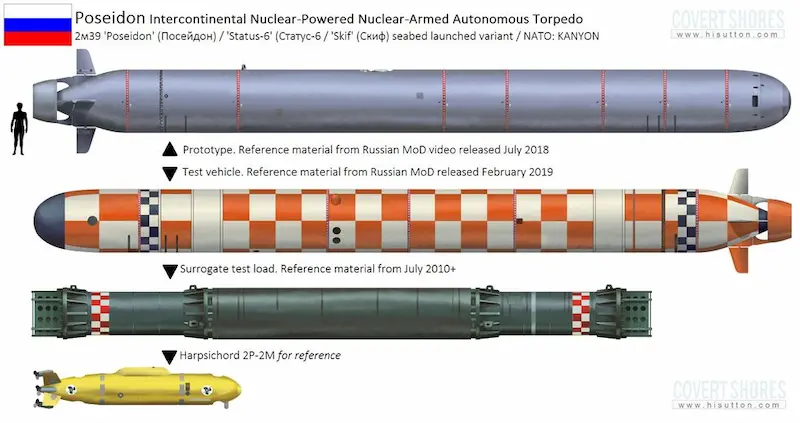 Poseidon Intercontinental Nuclear-Powered Nuclear-Armed Autonomous Torpedo
2м39 'Poseidon' (Посейдон) / 'Status-6' (Статус-6 / 'Skif' (Скиф) seabed launched variant / NATO: KANYON
COVERT SHORES
www.hisutton.com
Prototype. Reference material from Russian MoD video released July 2018
Test vehicle. Reference material from Russian MoD released February 2019
COVERT SHORES
Surrogate test load. Reference material from July 2010+
Harpsichord 2P-2M for reference
COVERT SHORES
www.hisutton.com